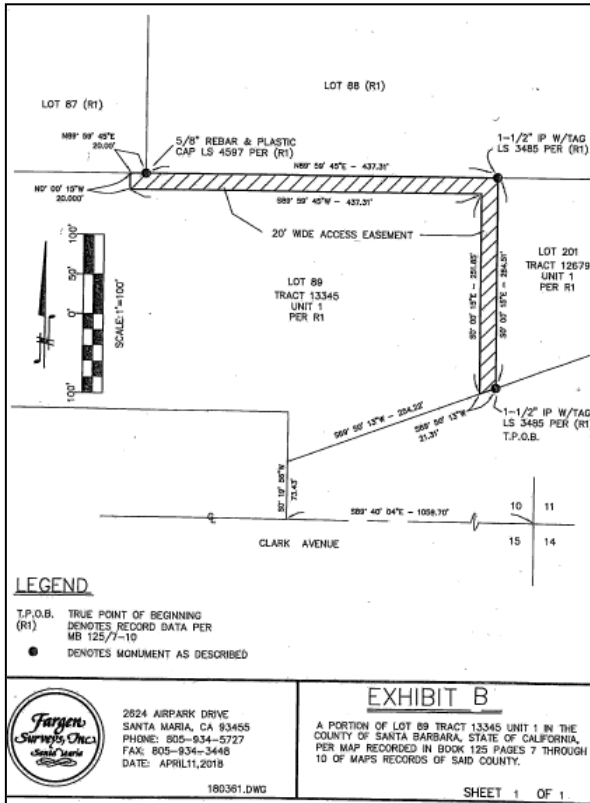 LOT 88 (R1)
LOT 87 (R1)
N89° 59' 45"E
20.00'
5/8" REBAR & PLASTIC
CAP LS 4597 PER (R1)
1-1/2" IP W/TAG
LS 3485 PER (R1)
N89° 59' 45"E - 437.31'
N0° 00' 15"W
20.000'
S89° 59' 45"W - 437.31'
20' WIDE ACCESS EASEMENT
100'
50'
0'
100'
SCALE: 1"=100'
LOT 89
TRACT 13345
UNIT 1
PER R1
LOT 201
TRACT 12679
UNIT 1
PER R1
S0° 00' 15"E -
S0° 00' 15"E - 284.51'
S69° 50' 13"W - 254.22'
S69° 50' 13"W
21.31'
1-1/2" IP W/TAG
LS 3485 PER (R1)
T.P.O.B.
S0° 19' 56"W
73.43'
S89° 40' 04"E - 1058.70'
10
11
15
14
CLARK AVENUE
LEGEND
T.P.O.B. TRUE POINT OF BEGINNING
(R1) DENOTES RECORD DATA PER
MB 125/7-10
DENOTES MONUMENT AS DESCRIBED
Fargen
Surveys, Inc.
Santa Maria
2624 AIRPARK DRIVE
SANTA MARIA, CA 93455
PHONE: 805-934-5727
FAX: 805-934-3448
DATE: APRIL11,2018
180361.DWG
EXHIBIT B
A PORTION OF LOT 89 TRACT 13345 UNIT 1 IN THE
COUNTY OF SANTA BARBARA, STATE OF CALIFORNIA,
PER MAP RECORDED IN BOOK 125 PAGES 7 THROUGH
10 OF MAPS RECORDS OF SAID COUNTY.
SHEET 1 OF 1